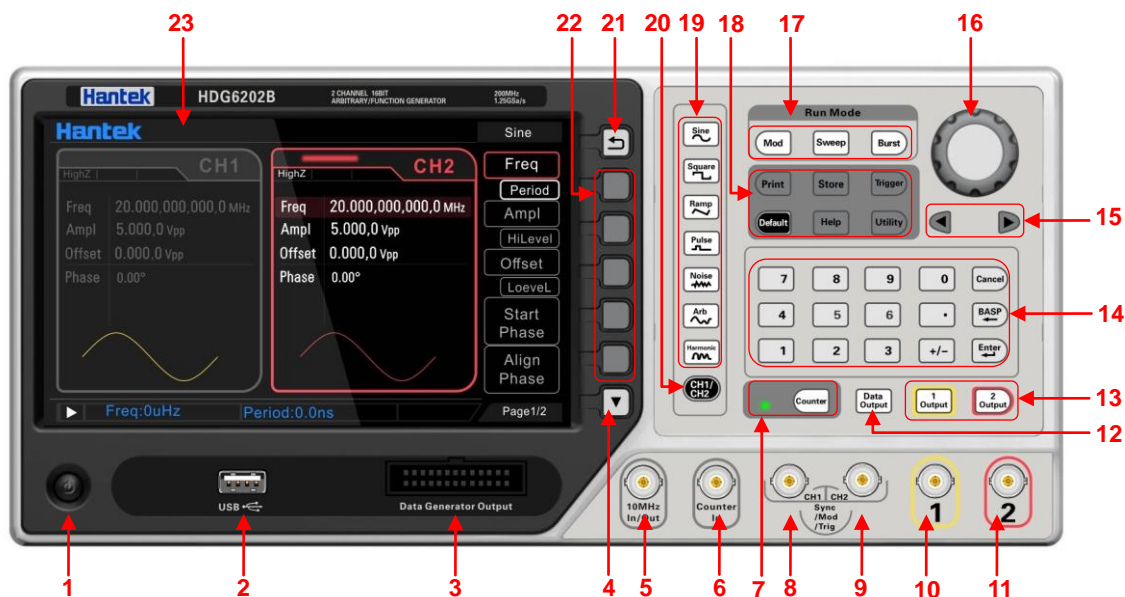 23 22 21 20 19 18 17 16
Hantek HDG6202B 2 CHANNEL 16BIT ARBITRARY/FUNCTION GENERATOR 200MHz 1.25GSa/s
Hantek Sine
CH1
HighZ
Freq 20.000,000,000,0 MHz
Ampl 5.000,0 Vpp
Offset 0.000,0 Vpp
Phase 0.00°
CH2
HighZ
Freq 20.000,000,000,0 MHz
Ampl 5.000,0 Vpp
Offset 0.000,0 Vpp
Phase 0.00°
Freq
Period
Ampl
HiLevel
Offset
LoeveL
Start
Phase
Align
Phase
Freq:0uHz Period:0.0ns Page1/2
Sine
Square
Ramp
Pulse
Noise
Arb
Harmonic
CH1/
CH2
Run Mode
Mod Sweep Burst
Print Store Trigger
Default Help Utility
15
7 8 9 0 Cancel
4 5 6 . BASP
14
1 2 3 +/- Enter
Counter
Data
Output
1
Output
2
Output
13
12
USB
Data Generator Output
10MHz
In/Out
Counter
In
CH1 CH2
Sync
/Mod
/Trig
1
2
1 2 3 4 5 6 7 8 9 10 11